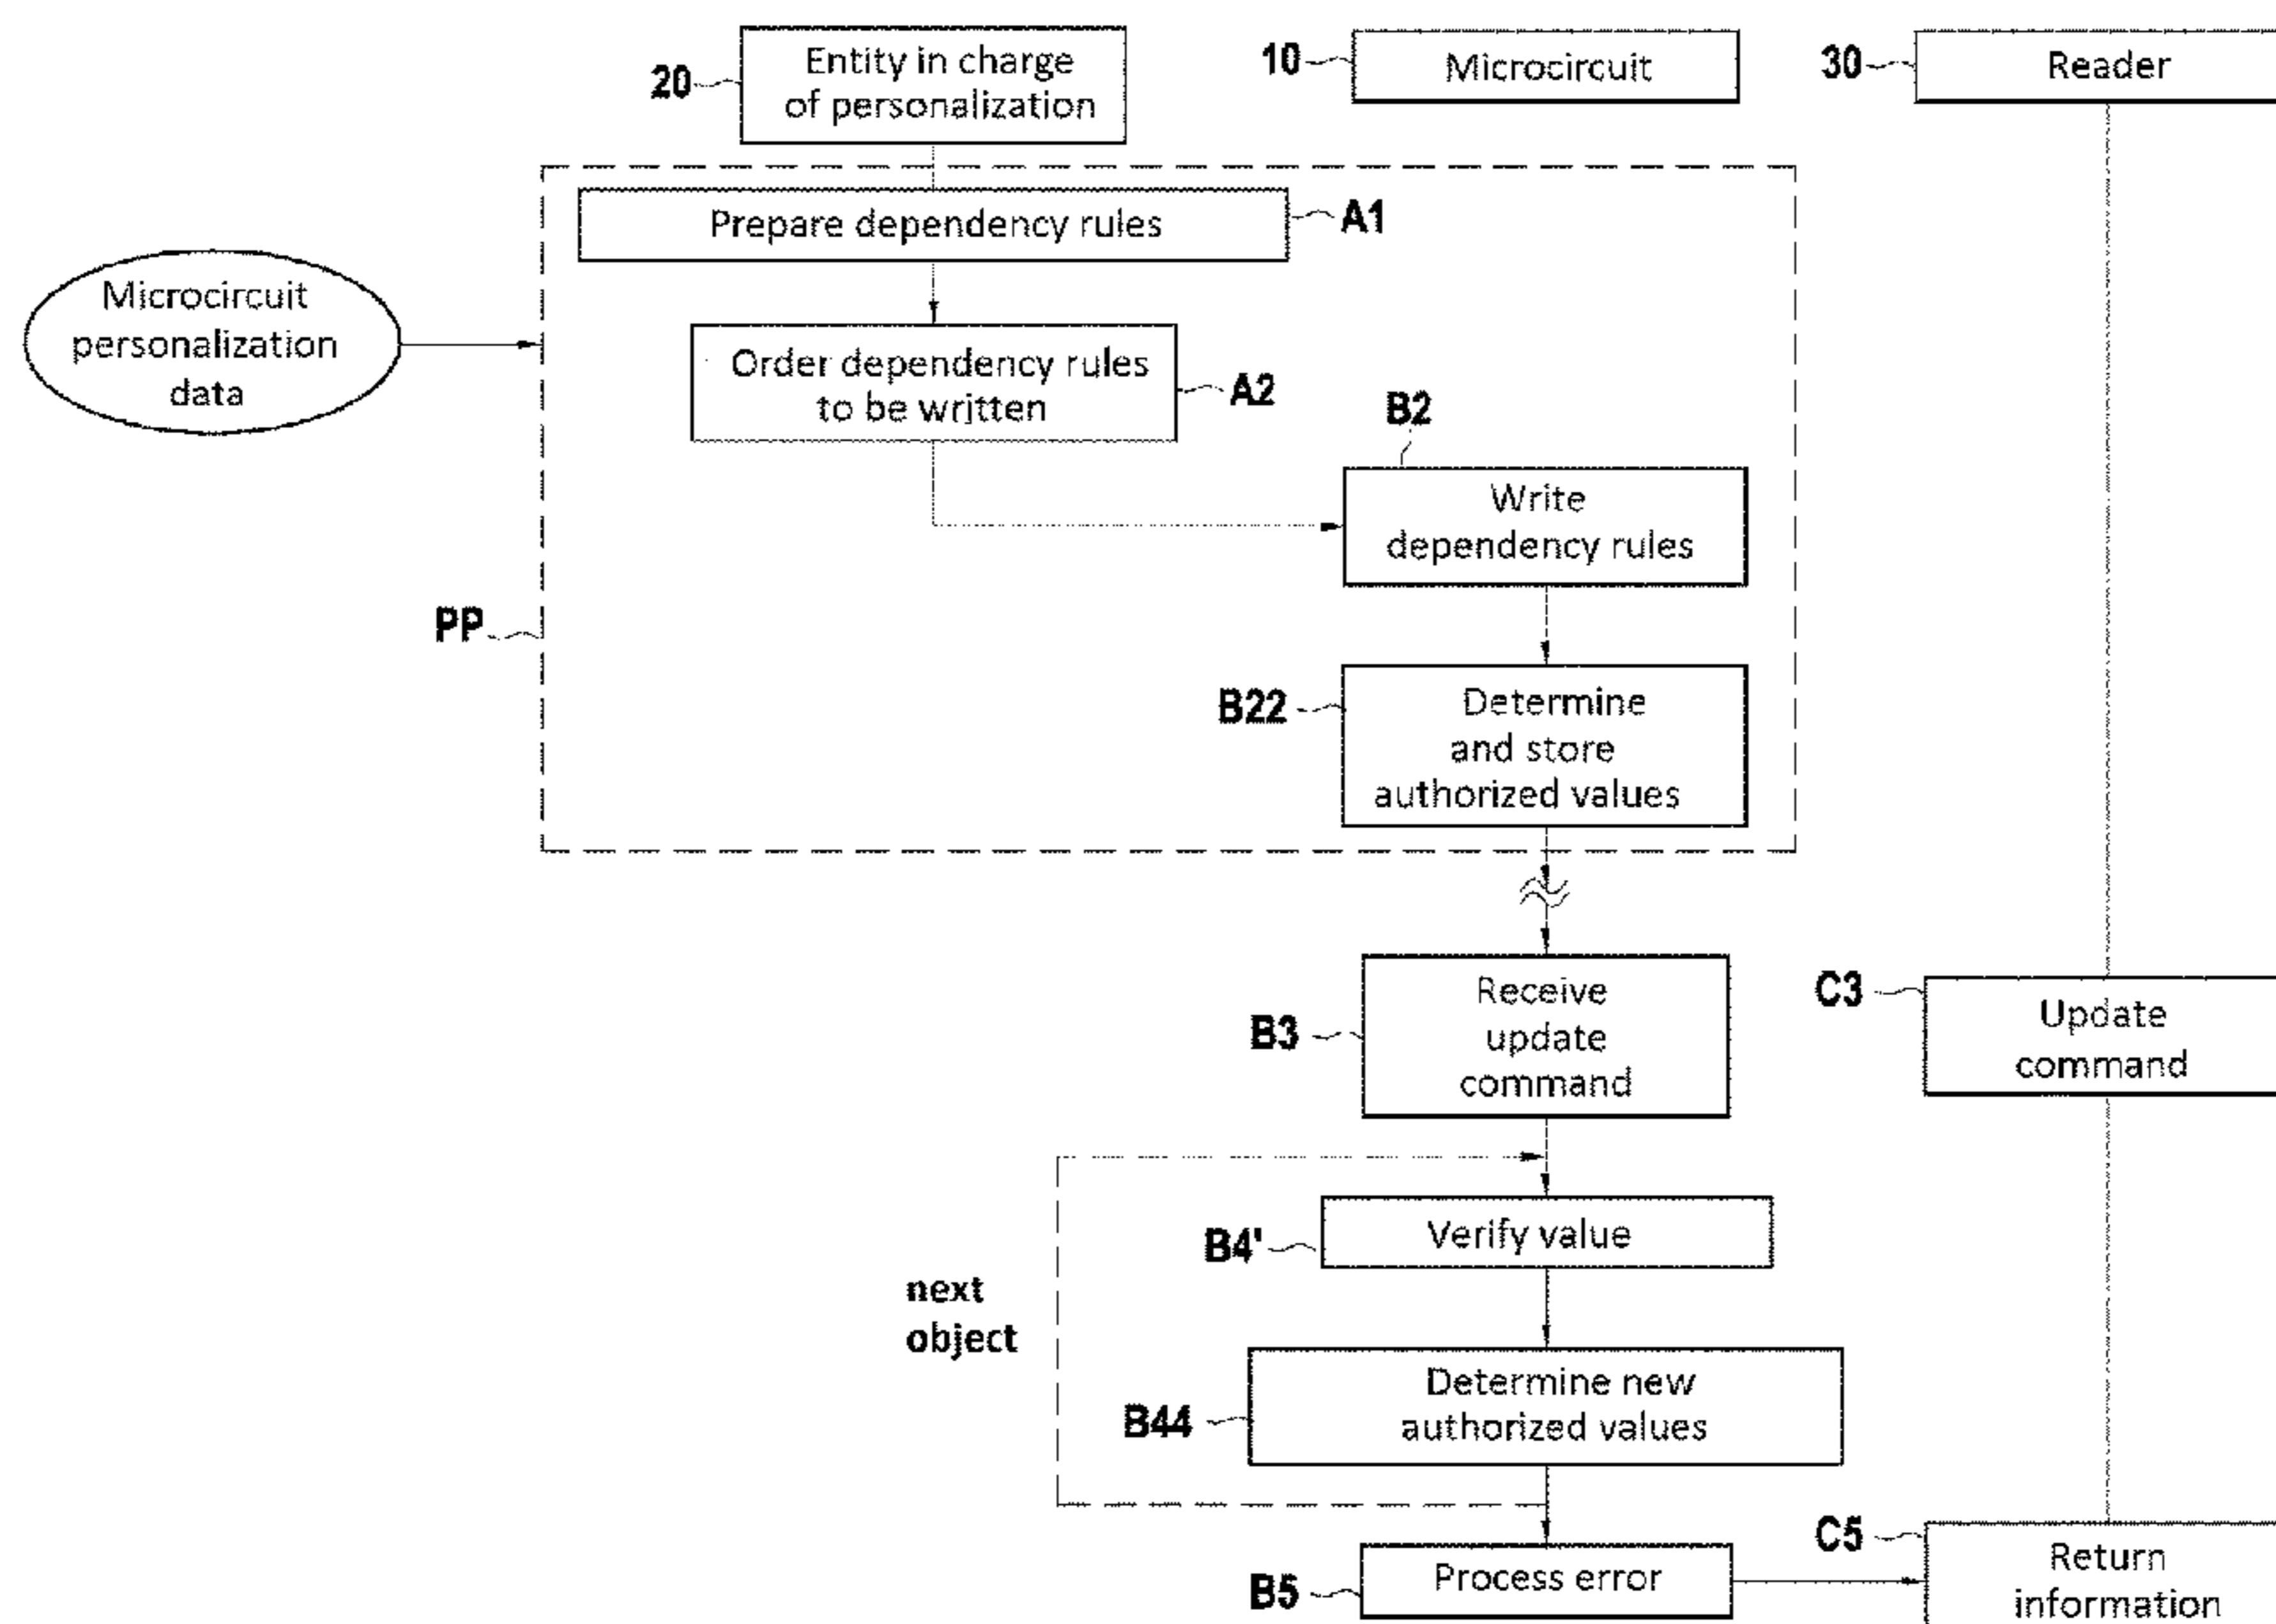 20
Entity in charge
of personalization
10
Microcircuit
30
Reader
Prepare dependency rules
A1
Microcircuit
personalization
data
Order dependency rules
to be written
A2
B2
Write
dependency rules
PP
B22
Determine
and store
authorized values
B3
Receive
update
command
C3
Update
command
B4'
Verify value
next
object
B44
Determine new
authorized values
B5
Process error
C5
Return
information